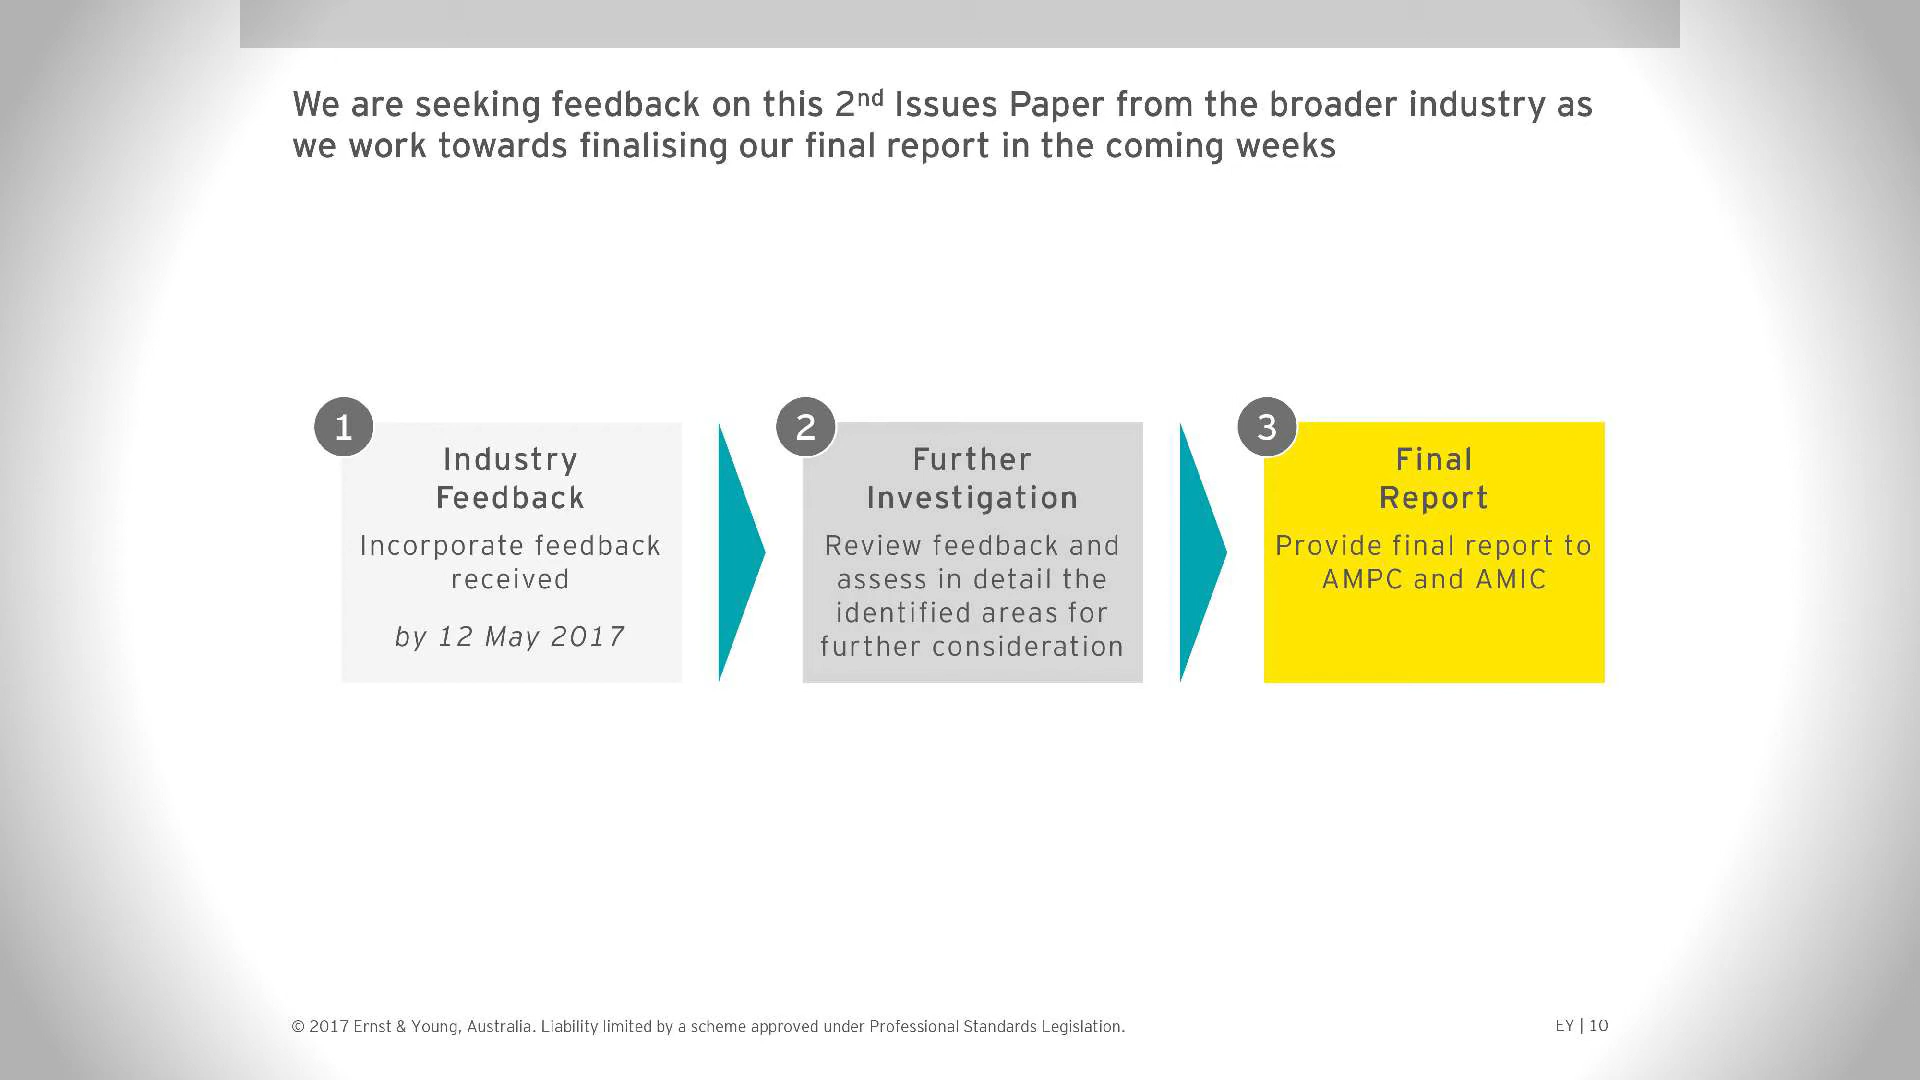 We are seeking feedback on this 2nd Issues Paper from the broader industry as
we work towards finalising our final report in the coming weeks
1
Industry
Feedback
Incorporate feedback
received
by 12 May 2017
2
Further
Investigation
Review feedback and
assess in detail the
identified areas for
further consideration
3
Final
Report
Provide final report to
AMPC and AMIC
© 2017 Ernst & Young, Australia. Liability limited by a scheme approved under Professional Standards Legislation.
EY | 10